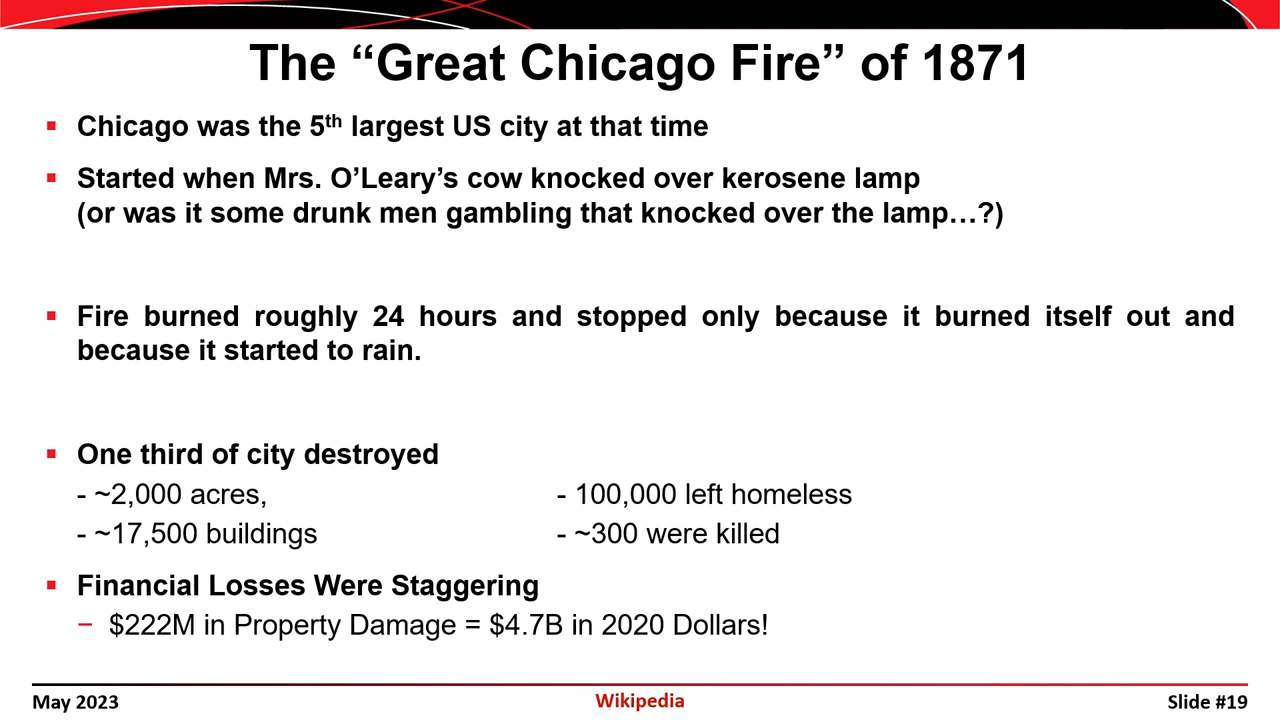 The “Great Chicago Fire” of 1871
▪ Chicago was the 5th largest US city at that time
▪ Started when Mrs. O’Leary’s cow knocked over kerosene lamp
(or was it some drunk men gambling that knocked over the lamp…?)
▪ Fire burned roughly 24 hours and stopped only because it burned itself out and
because it started to rain.
▪ One third of city destroyed
- ~2,000 acres, - 100,000 left homeless
- ~17,500 buildings - ~300 were killed
▪ Financial Losses Were Staggering
− $222M in Property Damage = $4.7B in 2020 Dollars!
May 2023 Wikipedia Slide #19